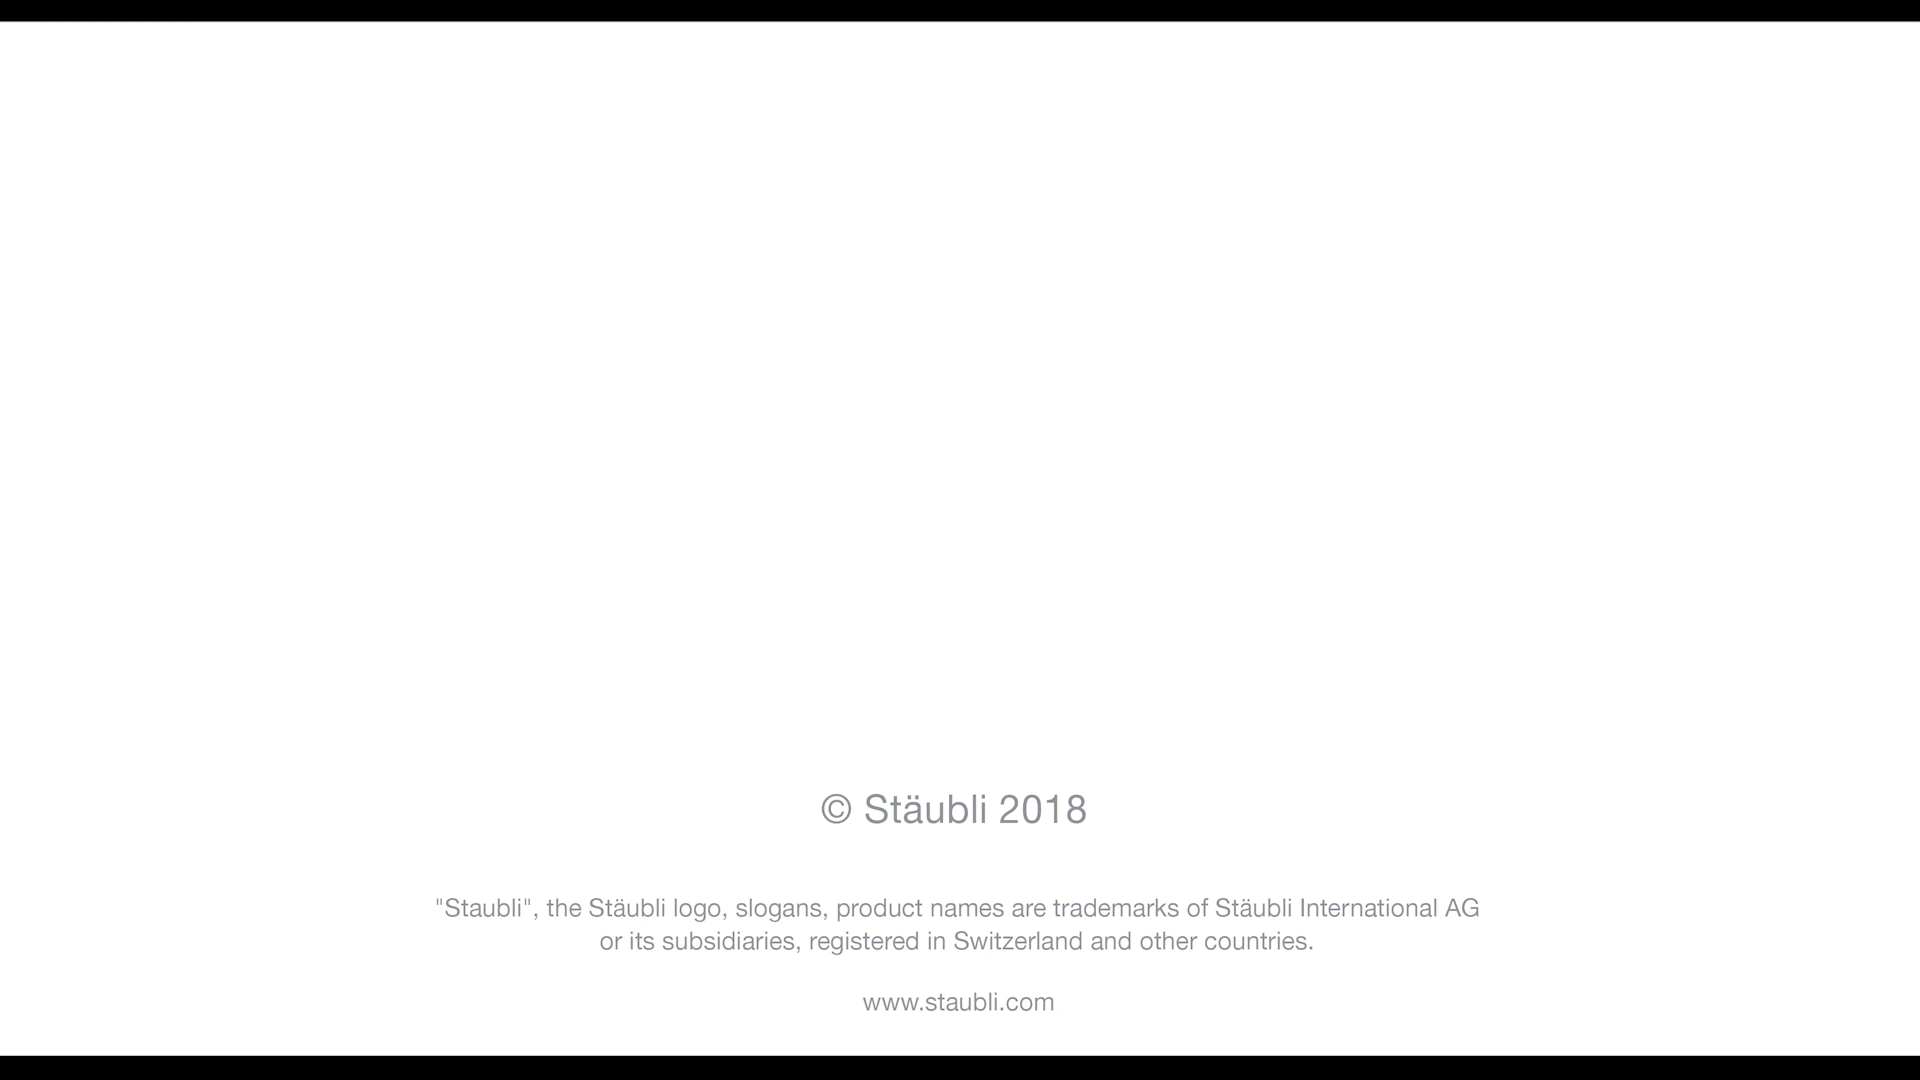 © Stäubli 2018
"Staubli", the Stäubli logo, slogans, product names are trademarks of Stäubli International AG
or its subsidiaries, registered in Switzerland and other countries.
www.staubli.com